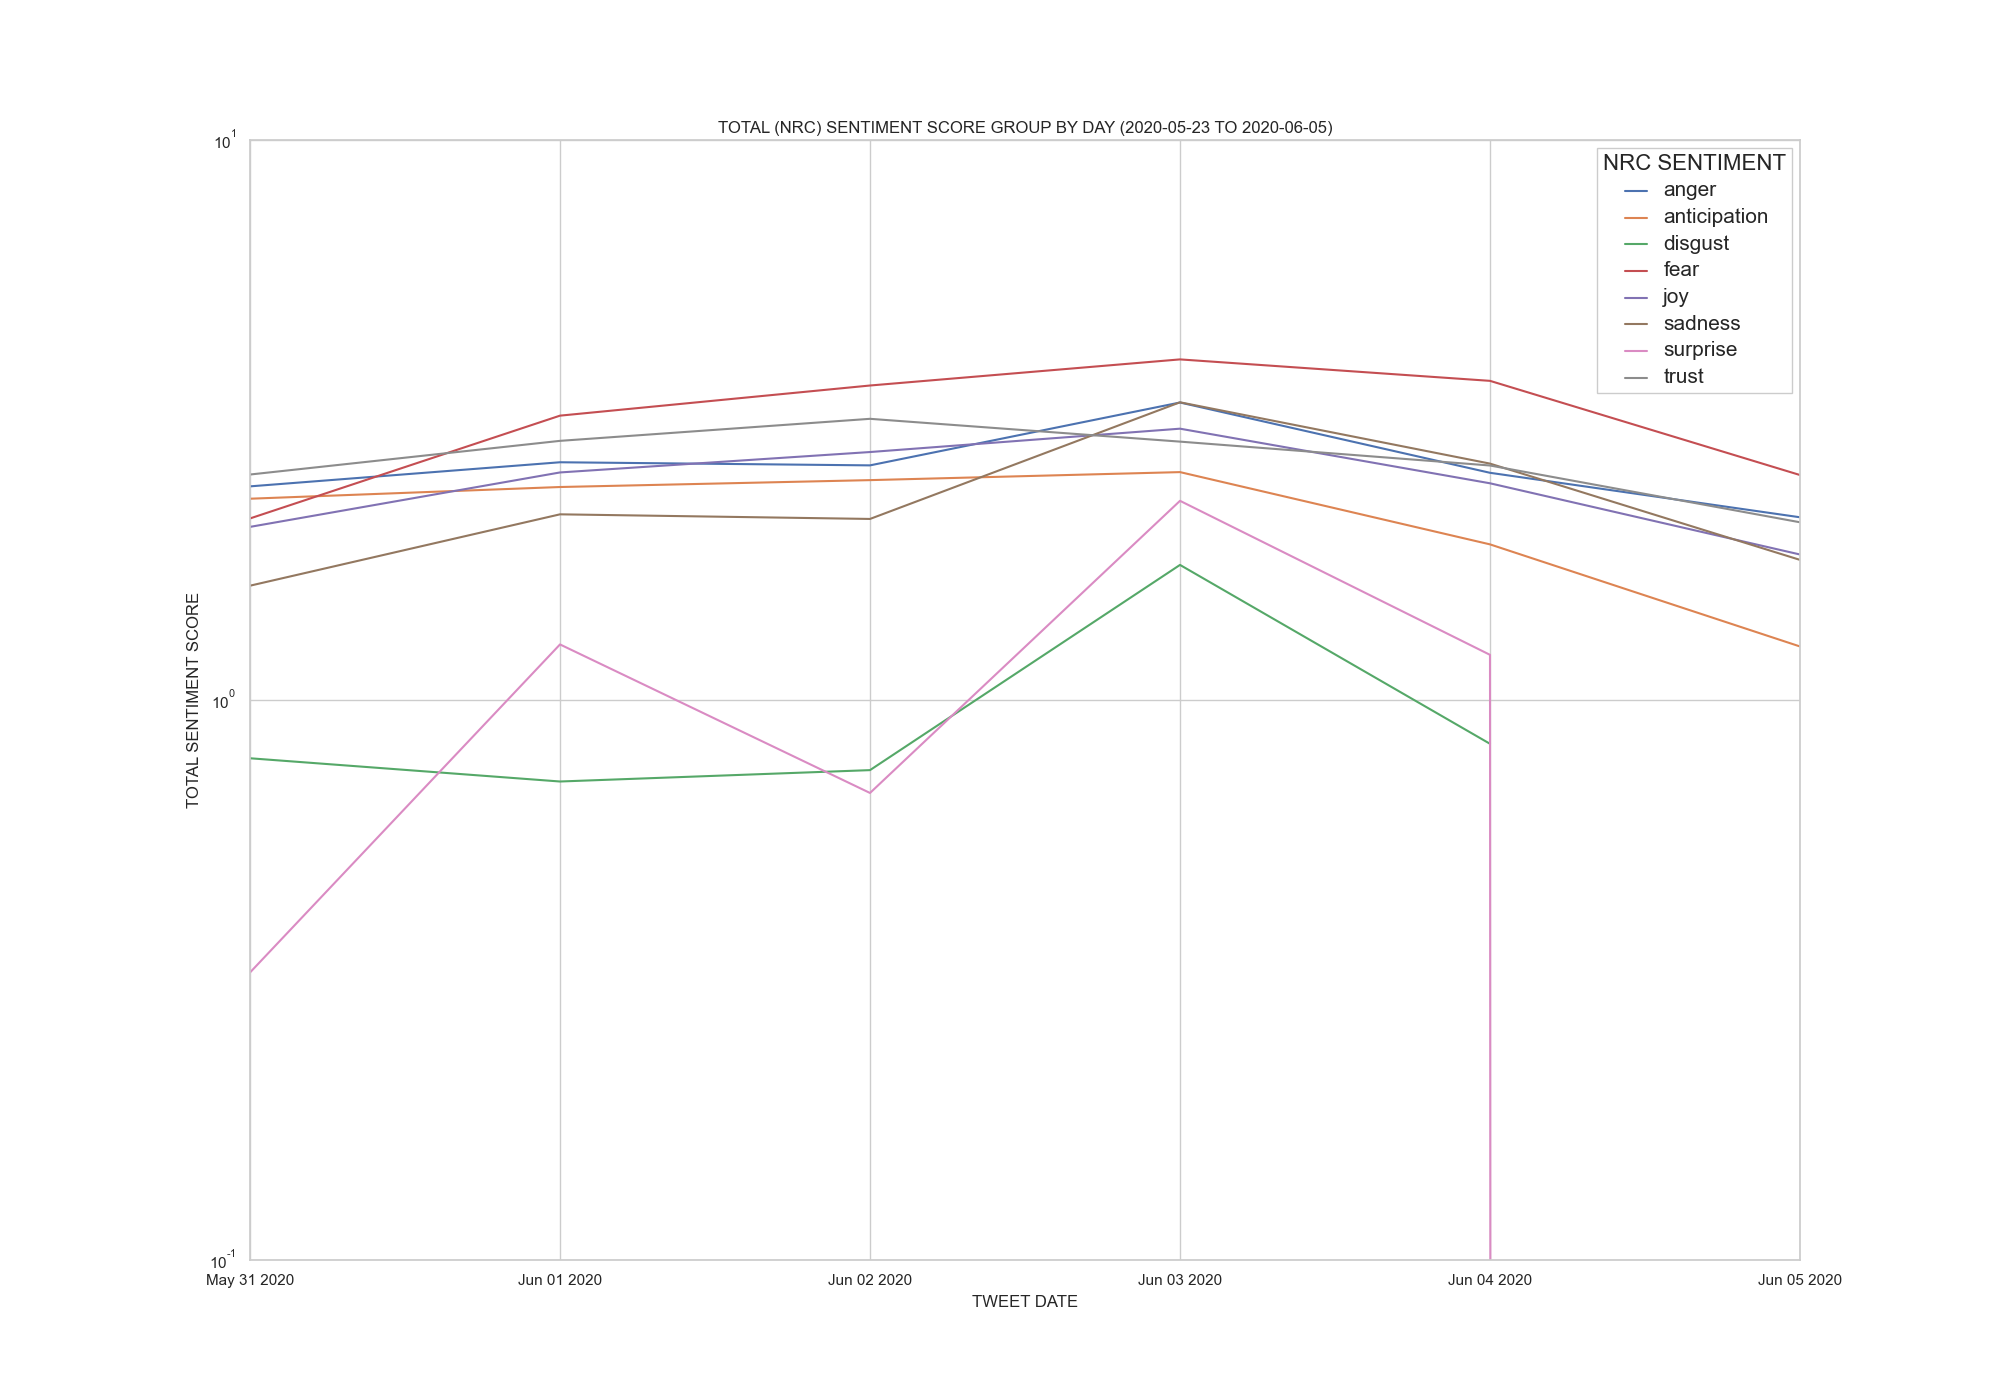 TOTAL (NRC) SENTIMENT SCORE GROUP BY DAY (2020-05-23 TO 2020-06-05)
NRC SENTIMENT
anger
anticipation
disgust
fear
joy
sadness
surprise
trust
TOTAL SENTIMENT SCORE
10^1
10^0
10^-1
May 31 2020
Jun 01 2020
Jun 02 2020
Jun 03 2020
Jun 04 2020
Jun 05 2020
TWEET DATE